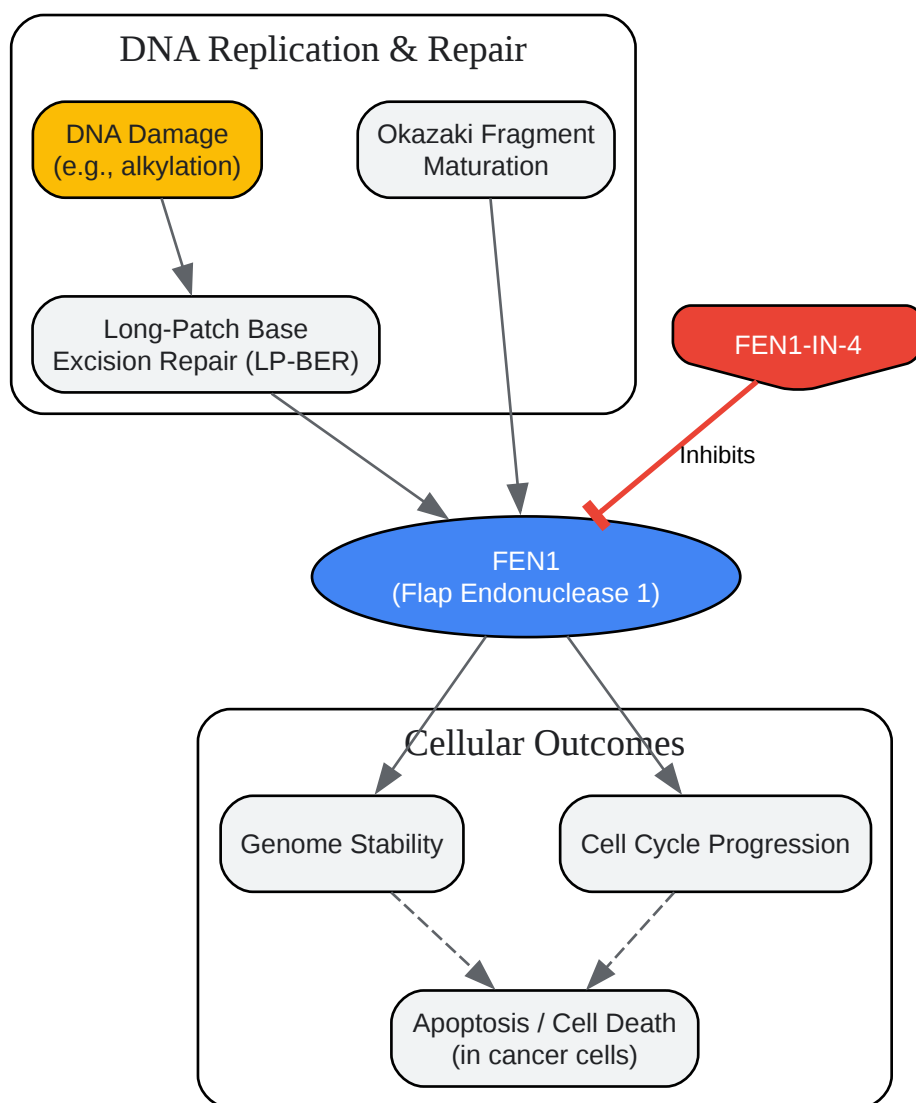 DNA Replication & Repair
DNA Damage
(e.g., alkylation)
Okazaki Fragment
Maturation
Long-Patch Base
Excision Repair (LP-BER)
FEN1-IN-4
Inhibits
FEN1
(Flap Endonuclease 1)
Cellular Outcomes
Genome Stability
Cell Cycle Progression
Apoptosis / Cell Death
(in cancer cells)